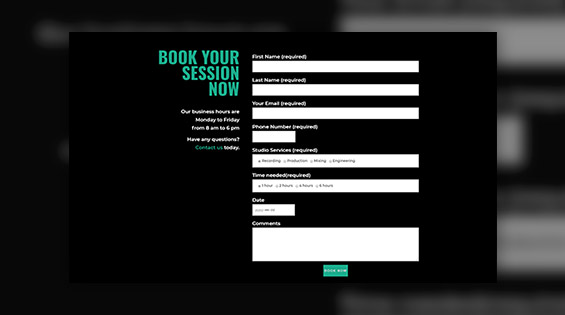 BOOK YOUR
SESSION
NOW
Our business hours are
Monday to Friday
from 8 am to 6 pm
Have any questions?
Contact us today.
First Name (required)
Last Name (required)
Your Email (required)
Phone Number (required)
Studio Services (required)
Recording Production Mixing Engineering
Time needed(required)
1 hour 2 hours 4 hours 6 hours
Date
Comments
BOOK NOW